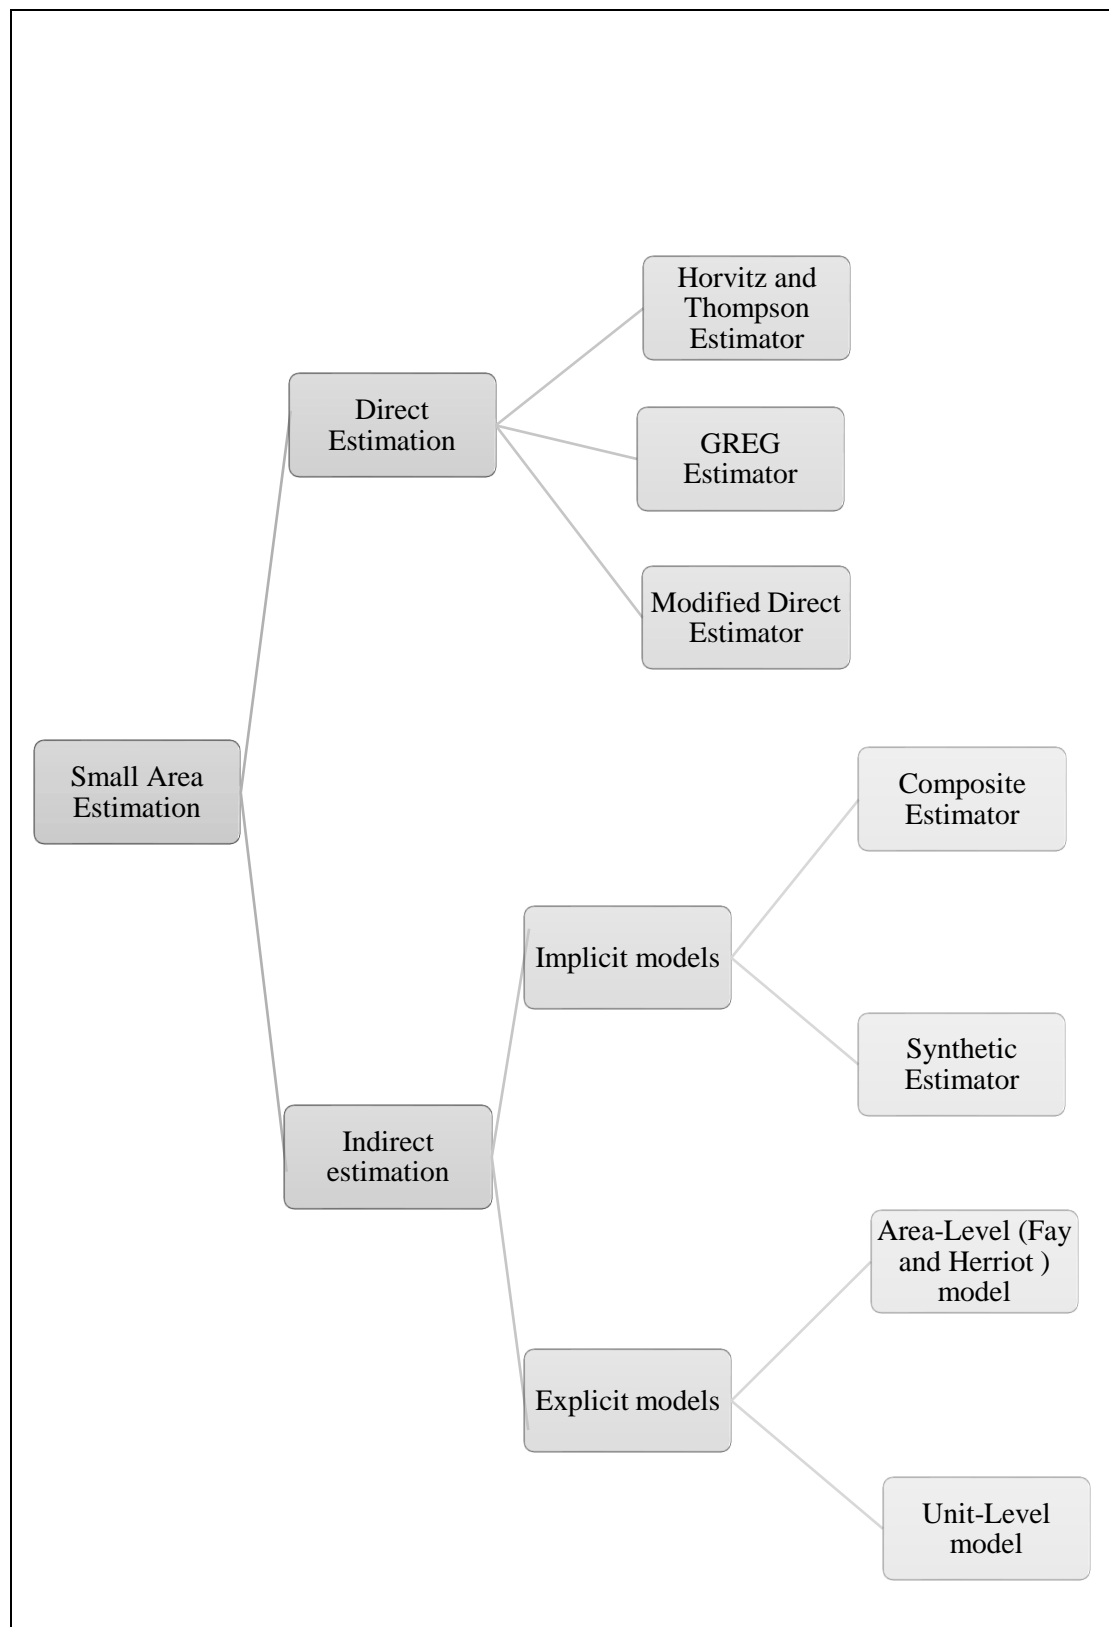 Horvitz and
Thompson
Estimator
Direct
Estimation
GREG
Estimator
Modified Direct
Estimator
Small Area
Estimation
Composite
Estimator
Implicit models
Synthetic
Estimator
Indirect
estimation
Area-Level (Fay
and Herriot )
model
Explicit models
Unit-Level
model